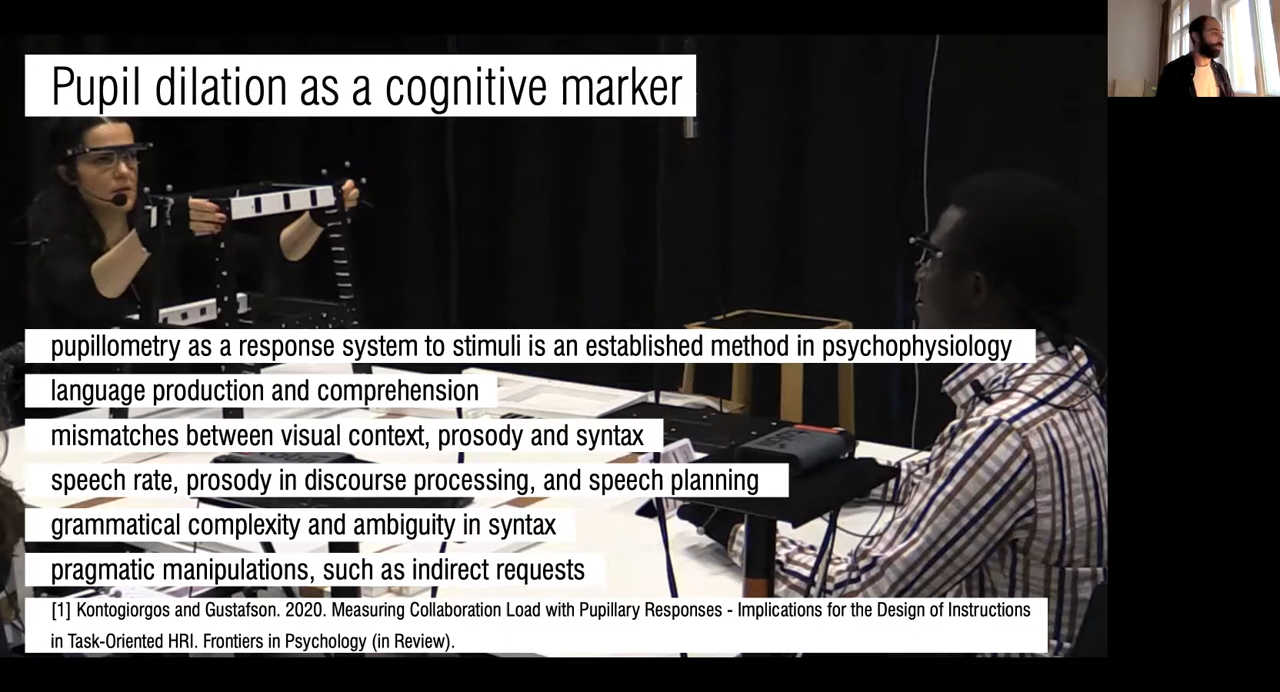 Pupil dilation as a cognitive marker
pupillometry as a response system to stimuli is an established method in psychophysiology
language production and comprehension
mismatches between visual context, prosody and syntax
speech rate, prosody in discourse processing, and speech planning
grammatical complexity and ambiguity in syntax
pragmatic manipulations, such as indirect requests
[1] Kontogiorgos and Gustafson. 2020. Measuring Collaboration Load with Pupillary Responses - Implications for the Design of Instructions
in Task-Oriented HRI. Frontiers in Psychology (in Review).